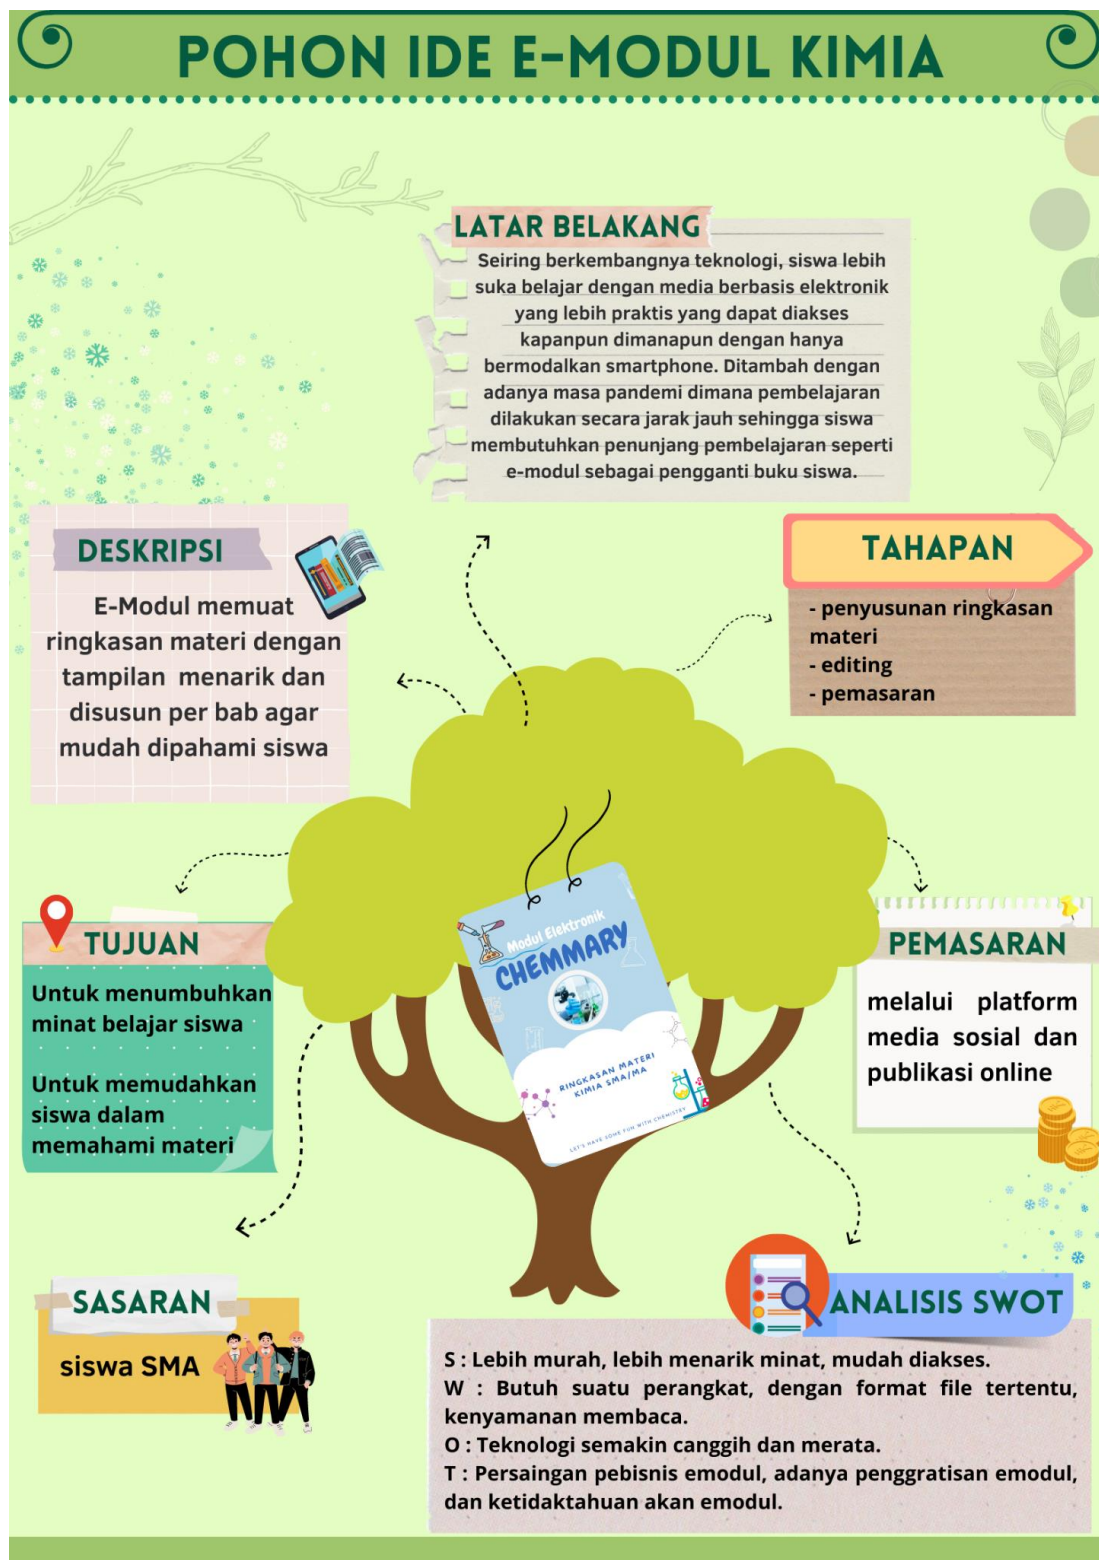 POHON IDE E-MODUL KIMIA
LATAR BELAKANG
Seiring berkembangnya teknologi, siswa lebih
suka belajar dengan media berbasis elektronik
yang lebih praktis yang dapat diakses
kapanpun dimanapun dengan hanya
bermodalkan smartphone. Ditambah dengan
adanya masa pandemi dimana pembelajaran
dilakukan secara jarak jauh sehingga siswa
membutuhkan penunjang pembelajaran seperti
e-modul sebagai pengganti buku siswa.
DESKRIPSI
E-Modul memuat
ringkasan materi dengan
tampilan menarik dan
disusun per bab agar
mudah dipahami siswa
TAHAPAN
- penyusunan ringkasan
materi
- editing
- pemasaran
TUJUAN
Untuk menumbuhkan
minat belajar siswa
Untuk memudahkan
siswa dalam
memahami materi
Modul Elektronik
CHEMMARY
RINGKASAN MATERI
KIMIA SMA/MA
LET'S HAVE SOME FUN WITH CHEMISTRY
PEMASARAN
melalui platform
media sosial dan
publikasi online
SASARAN
siswa SMA
ANALISIS SWOT
S : Lebih murah, lebih menarik minat, mudah diakses.
W : Butuh suatu perangkat, dengan format file tertentu,
kenyamanan membaca.
O : Teknologi semakin canggih dan merata.
T : Persaingan pebisnis emodul, adanya penggratisan emodul,
dan ketidaktahuan akan emodul.